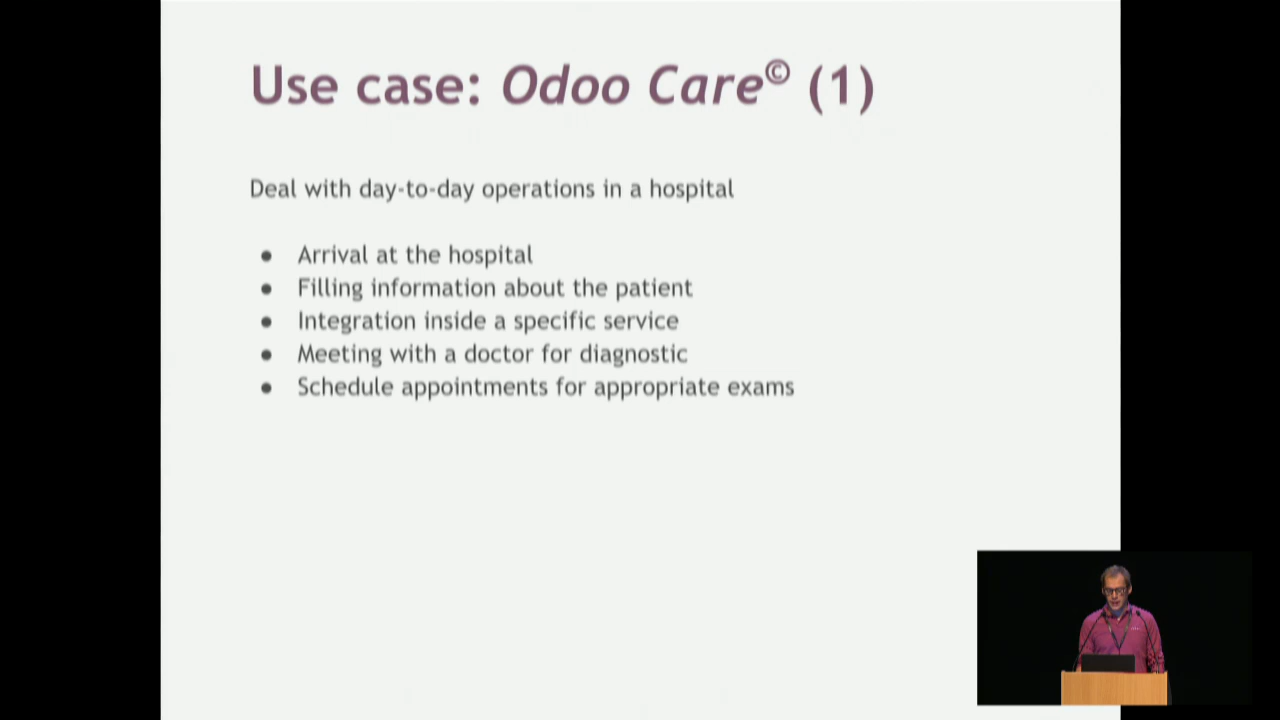 Use case: Odoo Care© (1)
Deal with day-to-day operations in a hospital
● Arrival at the hospital
● Filling information about the patient
● Integration inside a specific service
● Meeting with a doctor for diagnostic
● Schedule appointments for appropriate exams